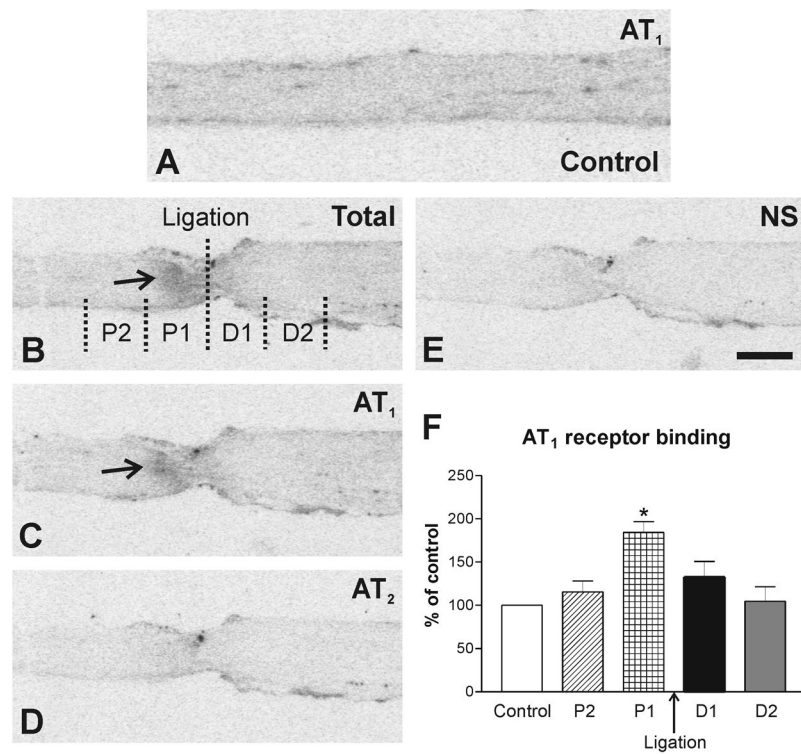 AT1
A
Control
Ligation
Total
P2 P1 D1 D2
B
NS
E
AT1
C
AT2
D
F
AT1 receptor binding
% of control
250
200
150
100
50
0
*
Control P2 P1 D1 D2
Ligation